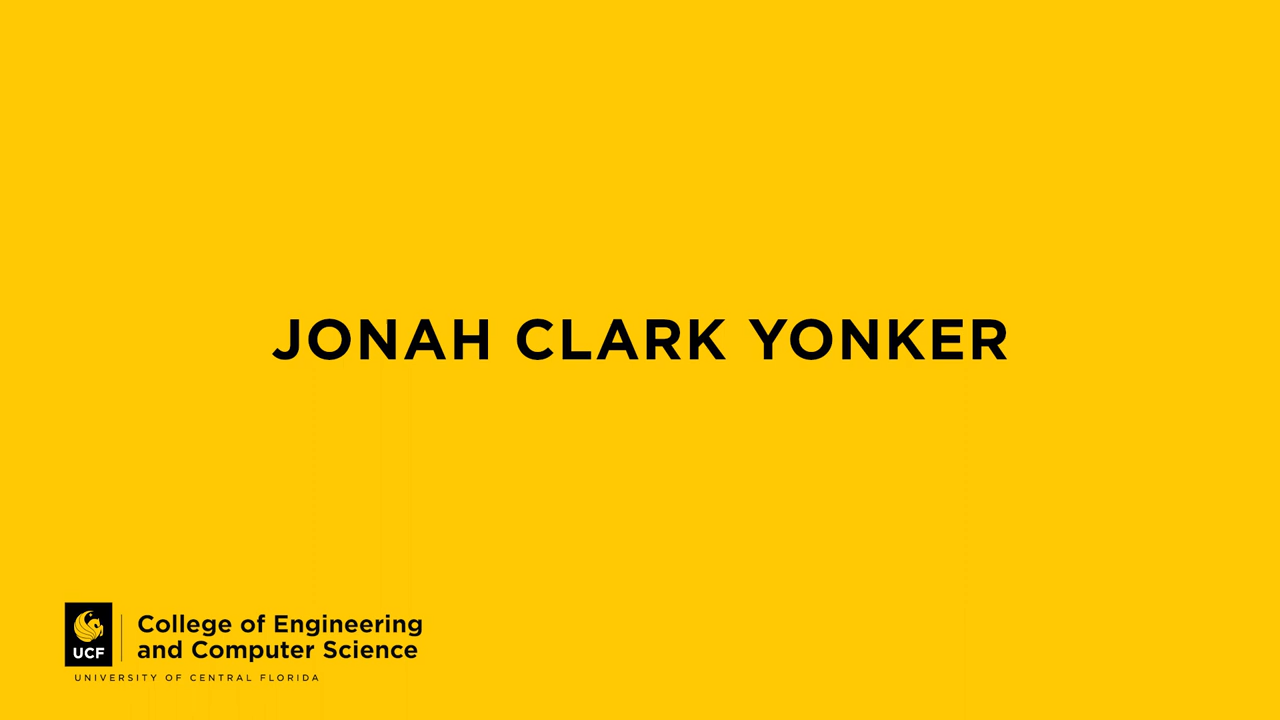 JONAH CLARK YONKER
UCF
College of Engineering
and Computer Science
UNIVERSITY OF CENTRAL FLORIDA